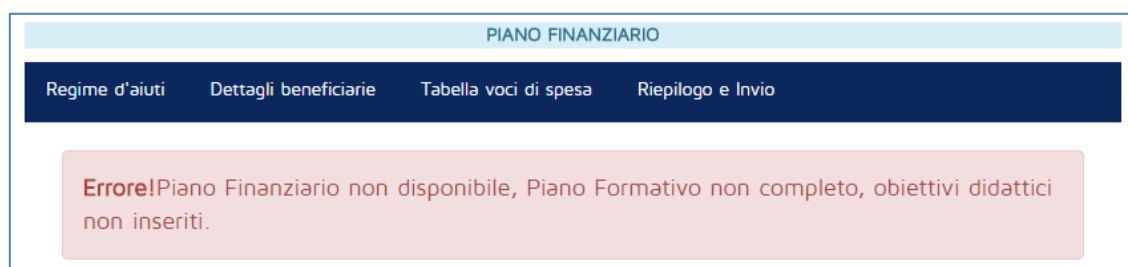 PIANO FINANZIARIO
Regime d'aiuti Dettagli beneficiarie Tabella voci di spesa Riepilogo e Invio
Errore!Piano Finanziario non disponibile, Piano Formativo non completo, obiettivi didattici
non inseriti.